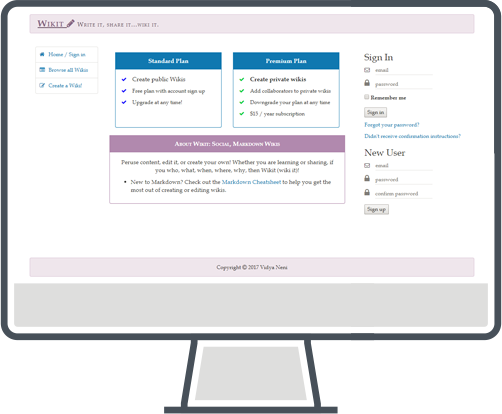 Wikit Write it, share it...wiki it.
Home / Sign in
Browse all Wikis
Create a Wiki!
Standard Plan
Create public Wikis
Free plan with account sign up
Upgrade at any time!
Premium Plan
Create private wikis
Add collaborators to private wikis
Downgrade your plan at any time
$15 / year subscription
About Wikit: Social, Markdown Wikis
Peruse content, edit it, or create your own! Whether you are learning or sharing, if
you who, what, when, where, why, then Wikit (wiki it)!
New to Markdown? Check out the Markdown Cheatsheet to help you get the
most out of creating or editing wikis.
Sign In
email
password
Remember me
Sign in
Forgot your password?
Didn't receive confirmation instructions?
New User
email
password
confirm password
Sign up
Copyright © 2017 Vidya Nori